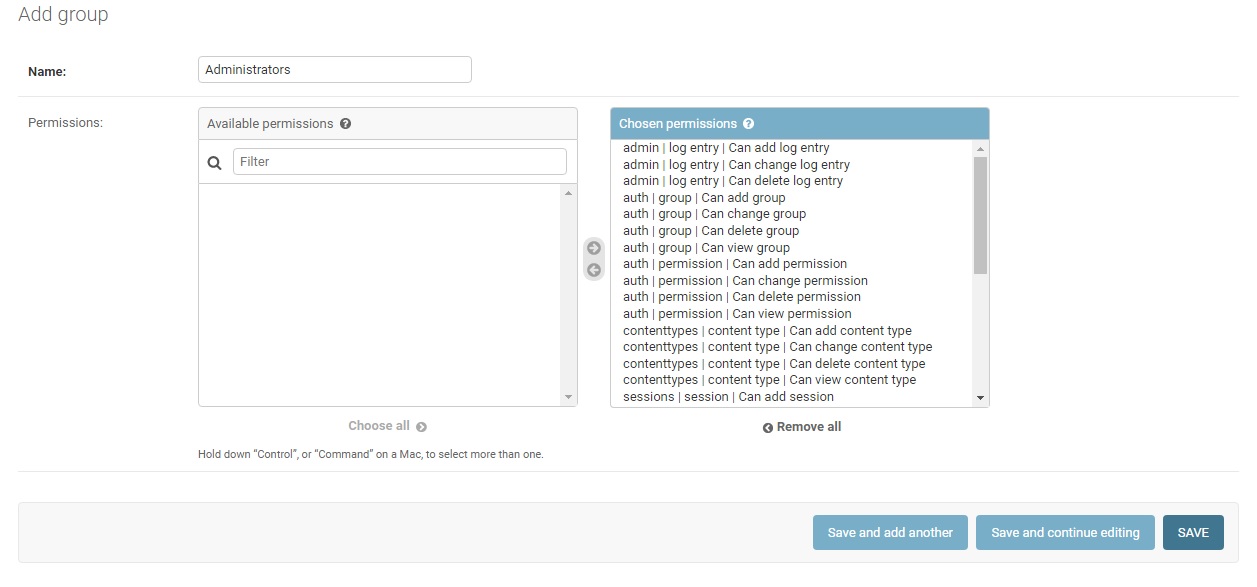 Add group
Name:
Administrators
Permissions:
Available permissions ?
Filter
Chosen permissions ?
admin | log entry | Can add log entry
admin | log entry | Can change log entry
admin | log entry | Can delete log entry
auth | group | Can add group
auth | group | Can change group
auth | group | Can delete group
auth | group | Can view group
auth | permission | Can add permission
auth | permission | Can change permission
auth | permission | Can delete permission
auth | permission | Can view permission
contenttypes | content type | Can add content type
contenttypes | content type | Can change content type
contenttypes | content type | Can delete content type
contenttypes | content type | Can view content type
sessions | session | Can add session
Choose all
Remove all
Hold down “Control”, or “Command” on a Mac, to select more than one.
Save and add another
Save and continue editing
SAVE